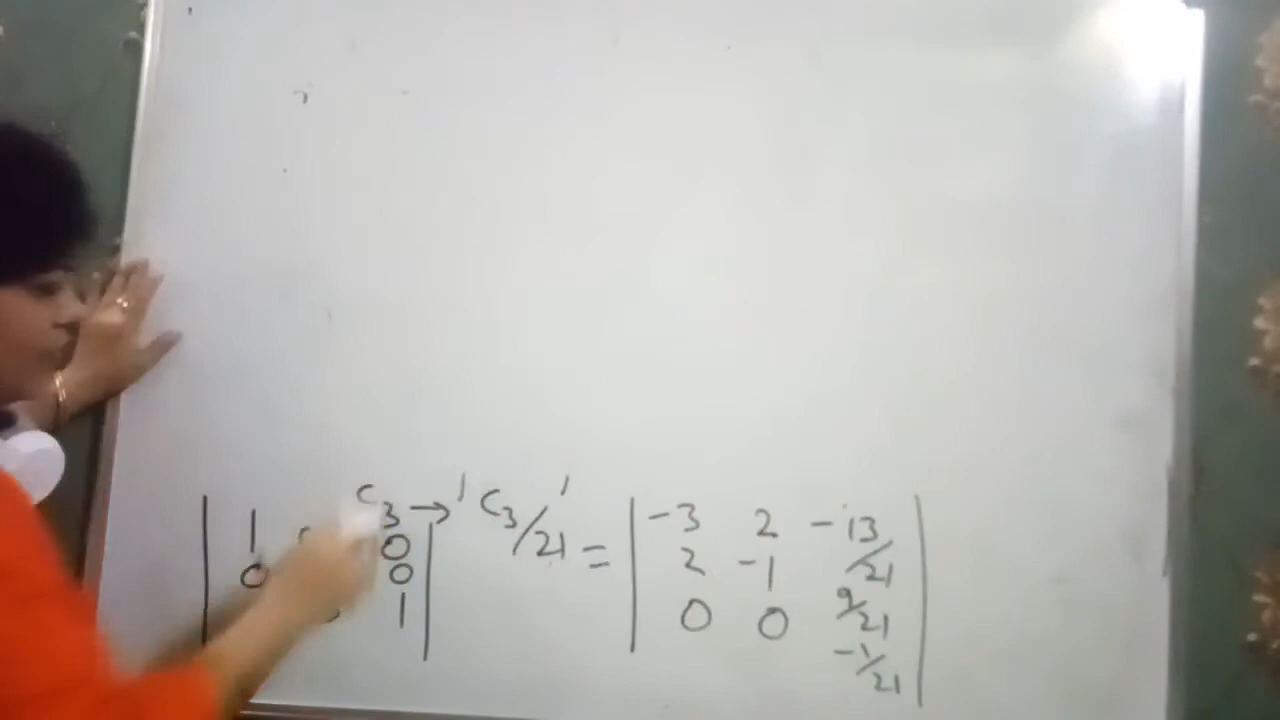 C3 → C3/21
1 0 = -3 2 -13/21
0 0 2 -1 9/21
1 0 0 -1/21